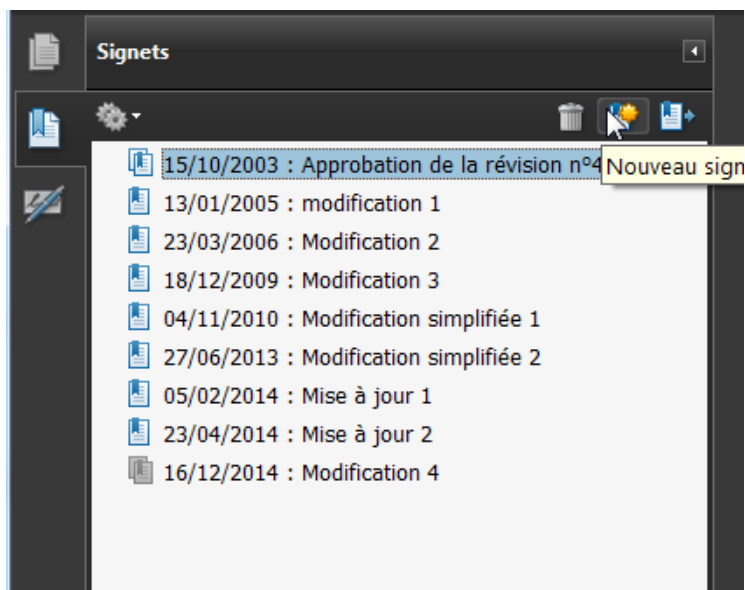 Signets
15/10/2003 : Approbation de la révision n°4
Nouveau sign
13/01/2005 : modification 1
23/03/2006 : Modification 2
18/12/2009 : Modification 3
04/11/2010 : Modification simplifiée 1
27/06/2013 : Modification simplifiée 2
05/02/2014 : Mise à jour 1
23/04/2014 : Mise à jour 2
16/12/2014 : Modification 4